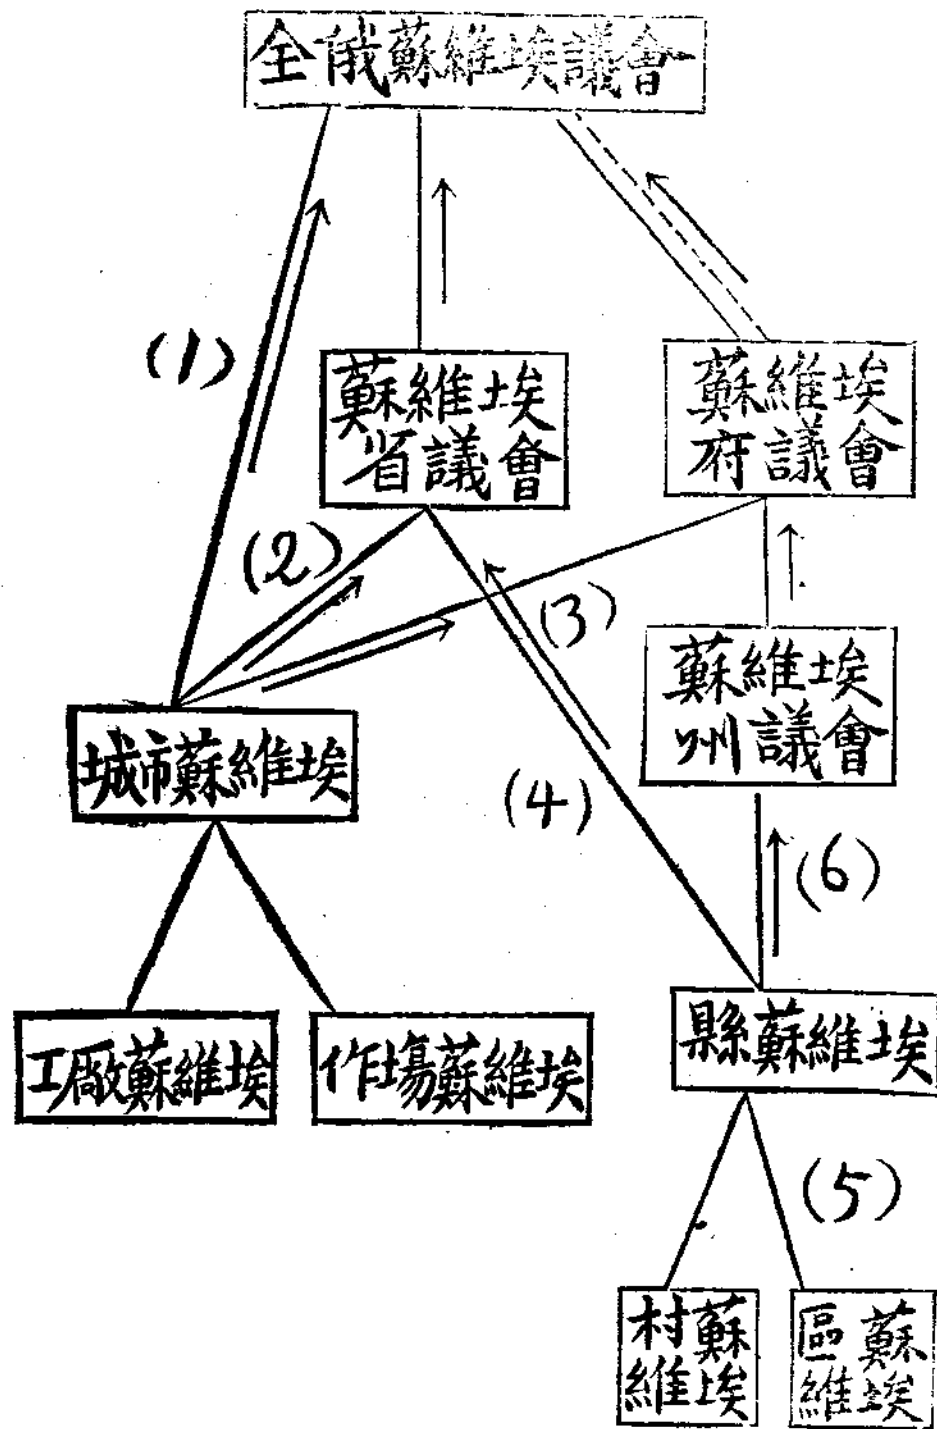 全俄蘇維埃議會
(1)
蘇維埃
省議會
蘇維埃
府議會
(2)
(3)
蘇維埃
州議會
城市蘇維埃
(4)
(6)
工廠蘇維埃
作場蘇維埃
縣蘇維埃
(5)
村蘇
維埃
區蘇
維埃